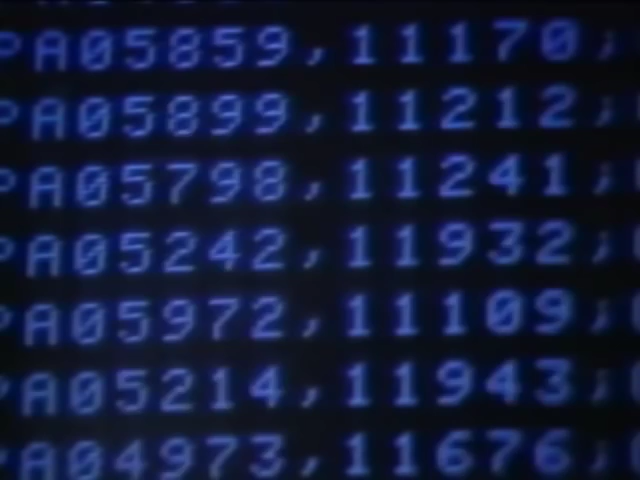 PA05859,11170;
PA05899,11212;
PA05798,11241;
PA05242,11932;
PA05972,11109;
PA05214,11943;
PA04973,11676;